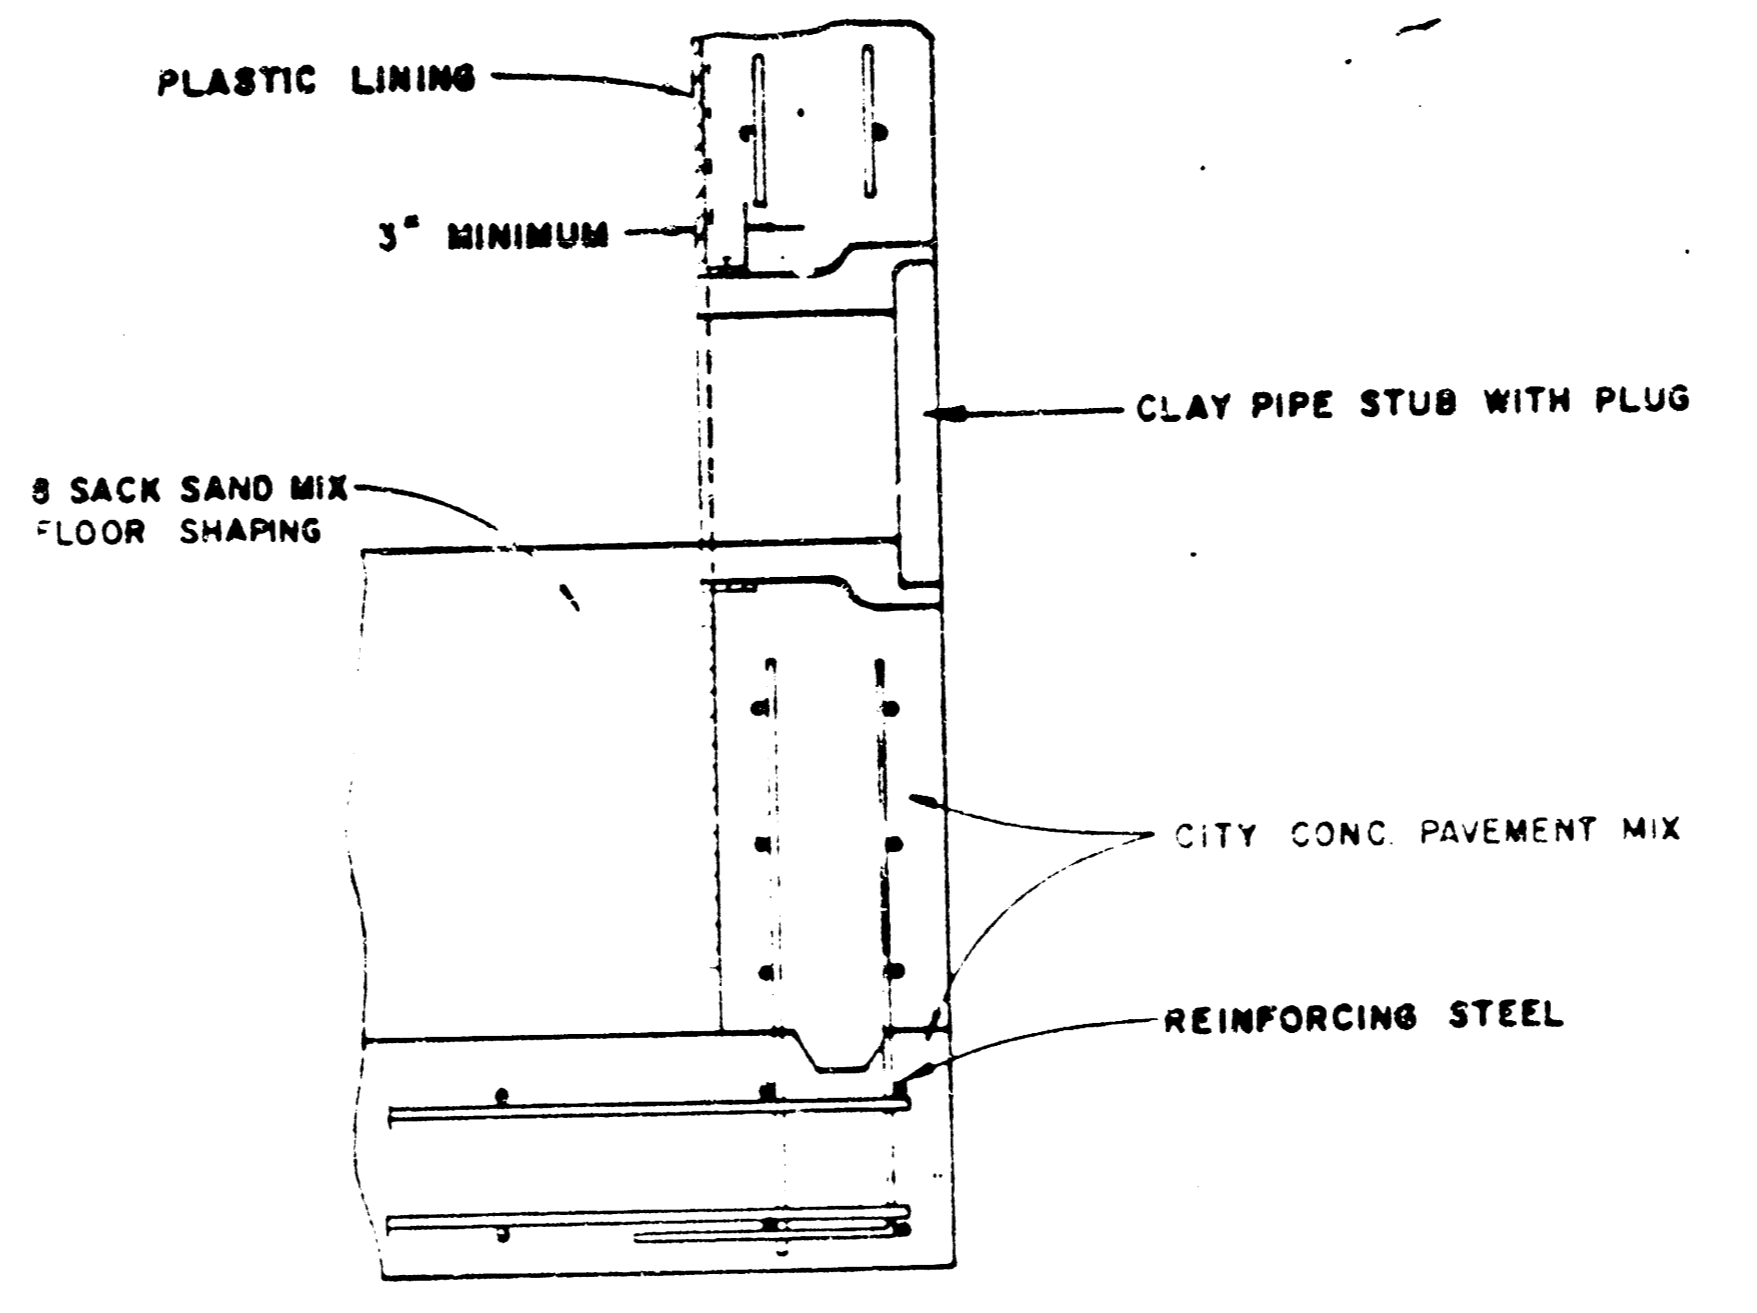 PLASTIC LINING
3" MINIMUM
CLAY PIPE STUB WITH PLUG
8 SACK SAND MIX
FLOOR SHAPING
CITY CONC. PAVEMENT MIX
REINFORCING STEEL